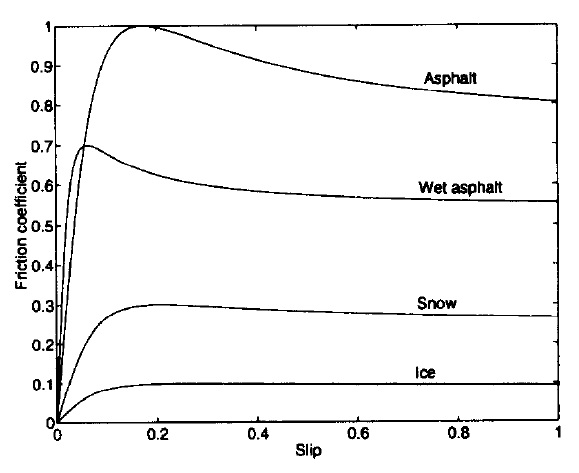 1
0.9
0.8
0.7
0.6
0.5
0.4
0.3
0.2
0.1
0
Friction coefficient
Asphalt
Wet asphalt
Snow
Ice
0 0.2 0.4 0.6 0.8 1
Slip